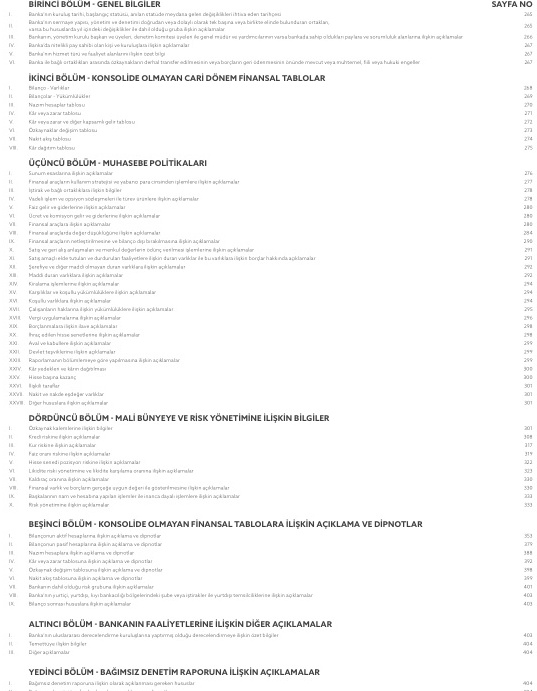 BİRİNCİ BÖLÜM - GENEL BİLGİLER SAYFA NO
I. Banka'nın kuruluş tarihi, başlangıç statüsü, anılan statüde meydana gelen değişiklikleri ihtiva eden tarihçesi 265
II. Banka'nın sermaye yapısı, yönetim ve denetimi doğrudan veya dolaylı olarak tek başına veya birlikte elinde bulunduran ortakları,
varsa bu hususlarda yıl içindeki değişiklikler ile dahil olduğu gruba ilişkin açıklamalar 265
III. Bankanın, yönetim kurulu başkan ve üyeleri, denetim komitesi üyeleri ile genel müdür ve yardımcılarının varsa bankada sahip oldukları paylara ve sorumluluk alanlarına ilişkin açıklamalar 266
IV. Banka'da nitelikli pay sahibi olan kişi ve kuruluşlara ilişkin açıklamalar 267
V. Banka'nın hizmet türü ve faaliyet alanlarını içeren özet bilgi 267
VI. Banka ile bağlı ortaklıkları arasında özkaynakların derhal transfer edilmesinin veya borçların geri ödenmesinin önünde mevcut veya muhtemel, fiili veya hukuki engeller 267
İKİNCİ BÖLÜM - KONSOLİDE OLMAYAN CARİ DÖNEM FİNANSAL TABLOLAR
I. Bilanço - Varlıklar 268
II. Bilançolar - Yükümlülükler 269
III. Nazım hesaplar tablosu 270
IV. Kâr veya zarar tablosu 271
V. Kâr veya zarar ve diğer kapsamlı gelir tablosu 272
VI. Özkaynaklar değişim tablosu 273
VII. Nakit akış tablosu 274
VIII. Kâr dağıtım tablosu 275
ÜÇÜNCÜ BÖLÜM - MUHASEBE POLİTİKALARI
I. Sunum esaslarına ilişkin açıklamalar 276
II. Finansal araçların kullanım stratejisi ve yabancı para cinsinden işlemlere ilişkin açıklamalar 277
III. İştirak ve bağlı ortaklıklara ilişkin bilgiler 278
IV. Vadeli işlem ve opsiyon sözleşmeleri ile türev ürünlere ilişkin açıklamalar 278
V. Faiz gelir ve giderlerine ilişkin açıklamalar 280
VI. Ücret ve komisyon gelir ve giderlerine ilişkin açıklamalar 280
VII. Finansal araçlara ilişkin açıklamalar 280
VIII. Finansal araçlarda değer düşüklüğüne ilişkin açıklamalar 284
IX. Finansal araçların netleştirilmesine ve bilanço dışı bırakılmasına ilişkin açıklamalar 290
X. Satış ve geri alış anlaşmaları ve menkul değerlerin ödünç verilmesi işlemlerine ilişkin açıklamalar 291
XI. Satış amaçlı elde tutulan ve durdurulan faaliyetlere ilişkin duran varlıklar ile bu varlıklara ilişkin borçlar hakkında açıklamalar 291
XII. Şerefiye ve diğer maddi olmayan duran varlıklara ilişkin açıklamalar 292
XIII. Maddi duran varlıklara ilişkin açıklamalar 292
XIV. Kiralama işlemlerine ilişkin açıklamalar 294
XV. Karşılıklar ve koşullu yükümlülüklere ilişkin açıklamalar 294
XVI. Koşullu varlıklara ilişkin açıklamalar 294
XVII. Çalışanların haklarına ilişkin yükümlülüklere ilişkin açıklamalar 295
XVIII. Vergi uygulamalarına ilişkin açıklamalar 296
XIX. Borçlanmalara ilişkin ilave açıklamalar 298
XX. İhraç edilen hisse senetlerine ilişkin açıklamalar 298
XXI. Aval ve kabullere ilişkin açıklamalar 299
XXII. Devlet teşviklerine ilişkin açıklamalar 299
XXIII. Raporlamanın bölümlemeye göre yapılmasına ilişkin açıklamalar 299
XXIV. Kâr yedekleri ve kârın dağılımını 300
XXV. Hisse başına kazanç 300
XXVI. İlişkili taraflar 301
XXVII. Nakit ve nakde eşdeğer varlıklar 301
XXVIII. Diğer hususlara ilişkin açıklamalar 301
DÖRDÜNCÜ BÖLÜM - MALİ BÜNYEYE VE RİSK YÖNETİMİNE İLİŞKİN BİLGİLER
I. Özkaynak kalemlerine ilişkin bilgiler 301
II. Kredi riskine ilişkin açıklamalar 308
III. Kur riskine ilişkin açıklamalar 317
IV. Faiz oranı riskine ilişkin açıklamalar 319
V. Hisse senedi pozisyon riskine ilişkin açıklamalar 322
VI. Likidite riski yönetimine ve likidite karşılama oranına ilişkin açıklamalar 323
VII. Kaldıraç oranına ilişkin açıklamalar 330
VIII. Finansal varlık ve borçların gerçeğe uygun değeri ile gösterilmesine ilişkin açıklamalar 330
IX. Başkalarının nam ve hesabına yapılan işlemler ile inanca dayalı işlemlere ilişkin açıklamalar 333
X. Risk yönetimine ilişkin açıklamalar 333
BEŞİNCİ BÖLÜM - KONSOLİDE OLMAYAN FİNANSAL TABLOLARA İLİŞKİN AÇIKLAMA VE DİPNOTLAR
I. Bilançonun aktif hesaplarına ilişkin açıklama ve dipnotlar 353
II. Bilançonun pasif hesaplarına ilişkin açıklama ve dipnotlar 379
III. Nazım hesaplara ilişkin açıklama ve dipnotlar 388
IV. Kâr veya zarar tablosuna ilişkin açıklama ve dipnotlar 392
V. Özkaynak değişim tablosuna ilişkin açıklama ve dipnotlar 398
VI. Nakit akış tablosuna ilişkin açıklama ve dipnotlar 399
VII. Bankanın dahil olduğu risk grubuna ilişkin açıklamalar 401
VIII. Banka'nın yurtiçi, yurtdışı, kıyı bankacılığı bölgelerindeki şube veya iştirakler ile yurtdışı temsilciliklerine ilişkin açıklamalar 403
IX. Bilanço sonrası hususlara ilişkin açıklamalar 403
ALTINCI BÖLÜM - BANKANIN FAALİYETLERİNE İLİŞKİN DİĞER AÇIKLAMALAR
I. Banka'nın uluslararası derecelendirme kuruluşlarına yaptırmış olduğu derecelendirmeye ilişkin özet bilgiler 403
II. Temettüye ilişkin bilgiler 404
III. Diğer açıklamalar 404
YEDİNCİ BÖLÜM - BAĞIMSIZ DENETİM RAPORUNA İLİŞKİN AÇIKLAMALAR
I. Bağımsız denetim raporuna ilişkin olarak açıklanması gereken hususlar 404